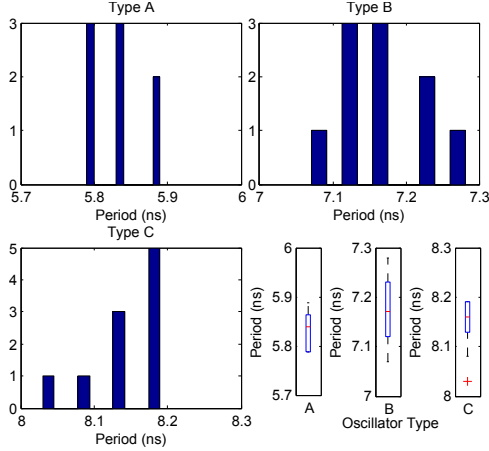 Type A
3
2
1
0
5.7 5.8 5.9 6
Period (ns)
Type B
3
2
1
0
7 7.1 7.2 7.3
Period (ns)
Type C
5
4
3
2
1
0
8 8.1 8.2 8.3
Period (ns)
6
5.9
5.8
5.7
Period (ns)
A
7.3
7.2
7.1
7
Period (ns)
B
8.2
8.1
8
Period (ns)
C
Oscillator Type